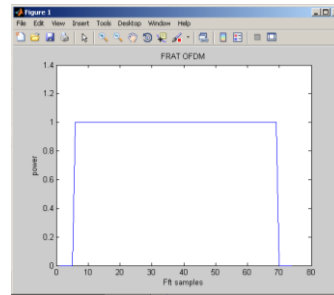 Figure 1
File Edit View Insert Tools Desktop Window Help
FRAT OFDM
1.4
1.2
1
0.8
0.6
0.4
0.2
0
power
0 10 20 30 40 50 60 70 80
Fft samples